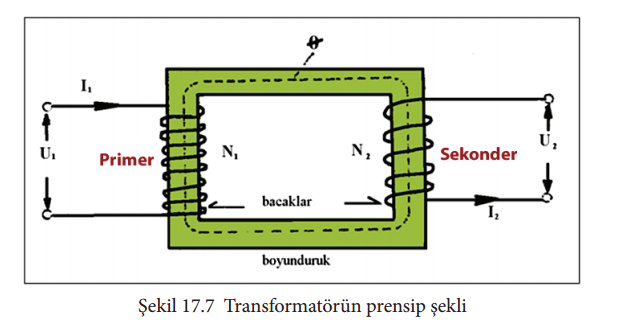 ϕ
I₁
U₁
Primer
N₁
N₂
Sekonder
U₂
bacaklar
I₂
boyunduruk
Şekil 17.7 Transformatörün prensip şekli